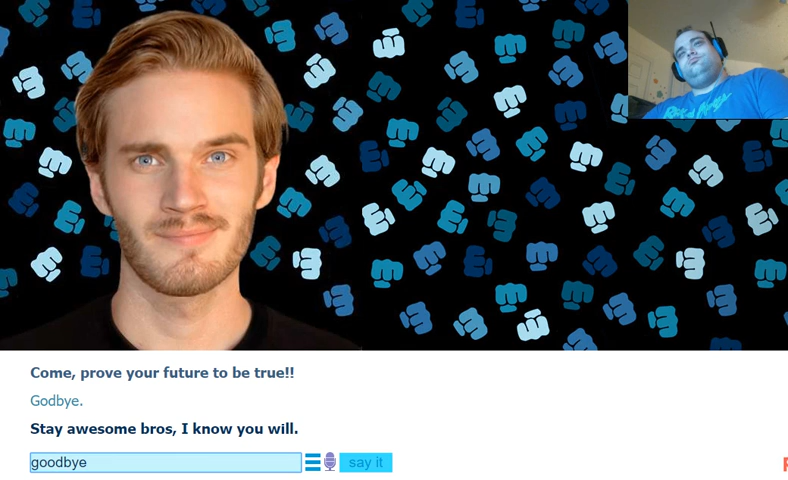 Come, prove your future to be true!!
Godbye.
Stay awesome bros, I know you will.
goodbye
say it